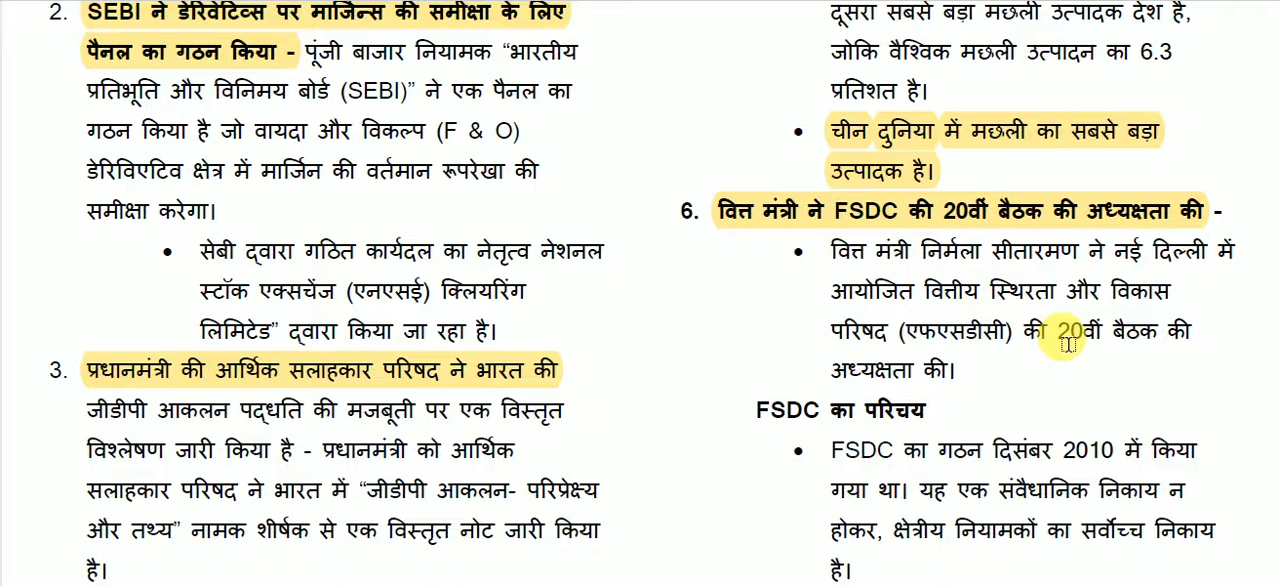 2. SEBI ने डेरिवेटिव्स पर मार्जिन्स की समीक्षा के लिए
पैनल का गठन किया - पूंजी बाजार नियामक “भारतीय
प्रतिभूति और विनिमय बोर्ड (SEBI)” ने एक पैनल का
गठन किया है जो वायदा और विकल्प (F & O)
डेरिविएटिव क्षेत्र में मार्जिन की वर्तमान रूपरेखा की
समीक्षा करेगा।
• सेबी द्वारा गठित कार्यदल का नेतृत्व नेशनल
स्टॉक एक्सचेंज (एनएसई) क्लियरिंग
लिमिटेड” द्वारा किया जा रहा है।
3. प्रधानमंत्री की आर्थिक सलाहकार परिषद ने भारत की
जीडीपी आकलन पद्धति की मजबूती पर एक विस्तृत
विश्लेषण जारी किया है - प्रधानमंत्री को आर्थिक
सलाहकार परिषद ने भारत में “जीडीपी आकलन- परिप्रेक्ष्य
और तथ्य” नामक शीर्षक से एक विस्तृत नोट जारी किया
है।
दूसरा सबसे बड़ा मछली उत्पादक देश है,
जोकि वैश्विक मछली उत्पादन का 6.3
प्रतिशत है।
• चीन दुनिया में मछली का सबसे बड़ा
उत्पादक है।
6. वित्त मंत्री ने FSDC की 20वीं बैठक की अध्यक्षता की -
• वित्त मंत्री निर्मला सीतारमण ने नई दिल्ली में
आयोजित वित्तीय स्थिरता और विकास
परिषद (एफएसडीसी) की 20वीं बैठक की
अध्यक्षता की।
FSDC का परिचय
• FSDC का गठन दिसंबर 2010 में किया
गया था। यह एक संवैधानिक निकाय न
होकर, क्षेत्रीय नियामकों का सर्वोच्च निकाय
है।